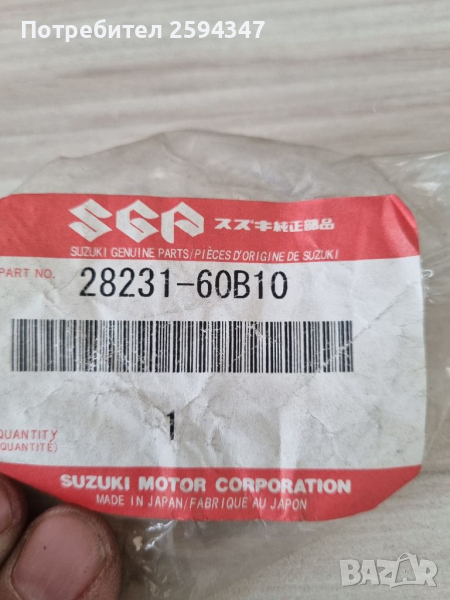 Потребител 2594347
SGP スズキ純正部品
SUZUKI GENUINE PARTS/PIÈCES D'ORIGINE DE SUZUKI
PART NO. 28231-60B10
QUANTITY 1
(QUANTITÉ)
SUZUKI MOTOR CORPORATION
MADE IN JAPAN/FABRIQUÉ AU JAPON
BAZAR